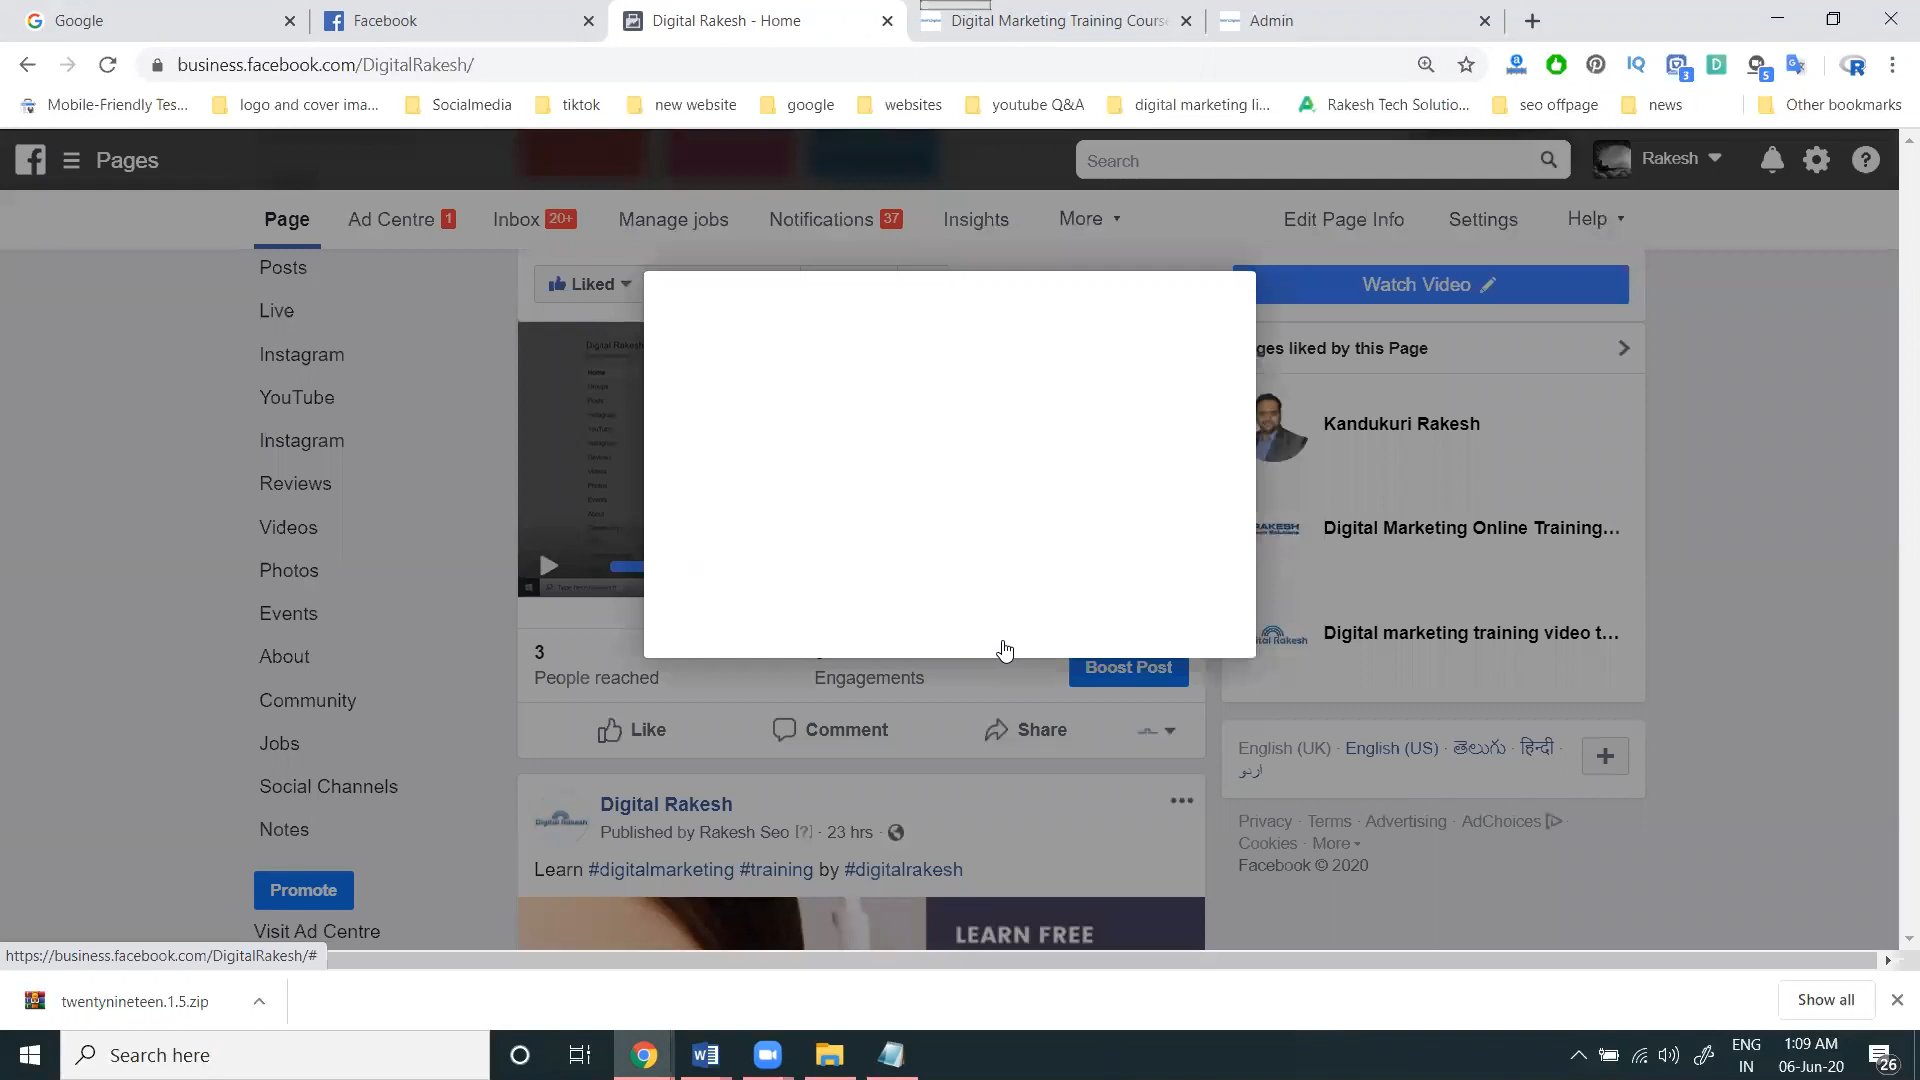 Google
Facebook
Digital Rakesh - Home
Digital Marketing Training Cours
Admin
business.facebook.com/DigitalRakesh/
3
5
Mobile-Friendly Tes...
logo and cover ima...
Socialmedia
tiktok
new website
google
websites
youtube Q&A
digital marketing li...
Rakesh Tech Solutio...
seo offpage
news
Other bookmarks
Pages
Search
Rakesh
Page
Ad Centre 1
Inbox 20+
Manage jobs
Notifications 37
Insights
More
Edit Page Info
Settings
Help
Posts
Live
Instagram
YouTube
Instagram
Reviews
Videos
Photos
Events
About
Community
Jobs
Social Channels
Notes
Promote
Visit Ad Centre
Liked
Digital Rakesh
Home
3
People reached
Engagements
Boost Post
Like
Comment
Share
Digital Rakesh
Published by Rakesh Seo [?] · 23 hrs ·
Learn #digitalmarketing #training by #digitalrakesh
LEARN FREE
Watch Video
ges liked by this Page
Kandukuri Rakesh
Digital Marketing Online Training...
Digital marketing training video t...
English (UK) · English (US) · తెలుగు · हिन्दी ·
اردو
Privacy · Terms · Advertising · AdChoices ·
Cookies · More
Facebook © 2020
https://business.facebook.com/DigitalRakesh/#
twentynineteen.1.5.zip
Show all
Search here
ENG
IN
1:09 AM
06-Jun-20
26